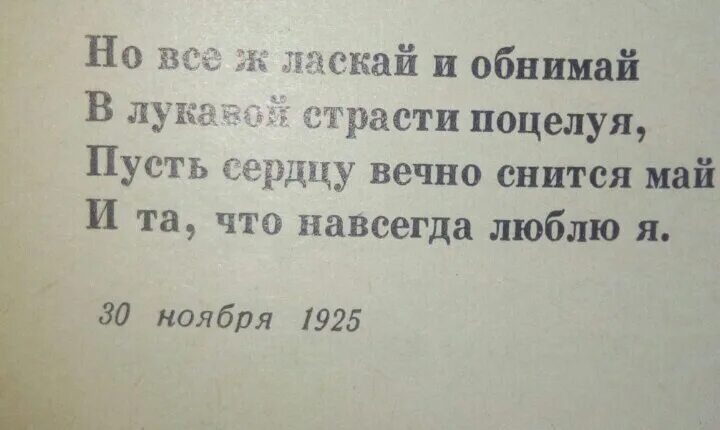 Но все ж ласкай и обнимай
В лукавой страсти поцелуя,
Пусть сердцу вечно снится май
И та, что навсегда люблю я.
30 ноября 1925